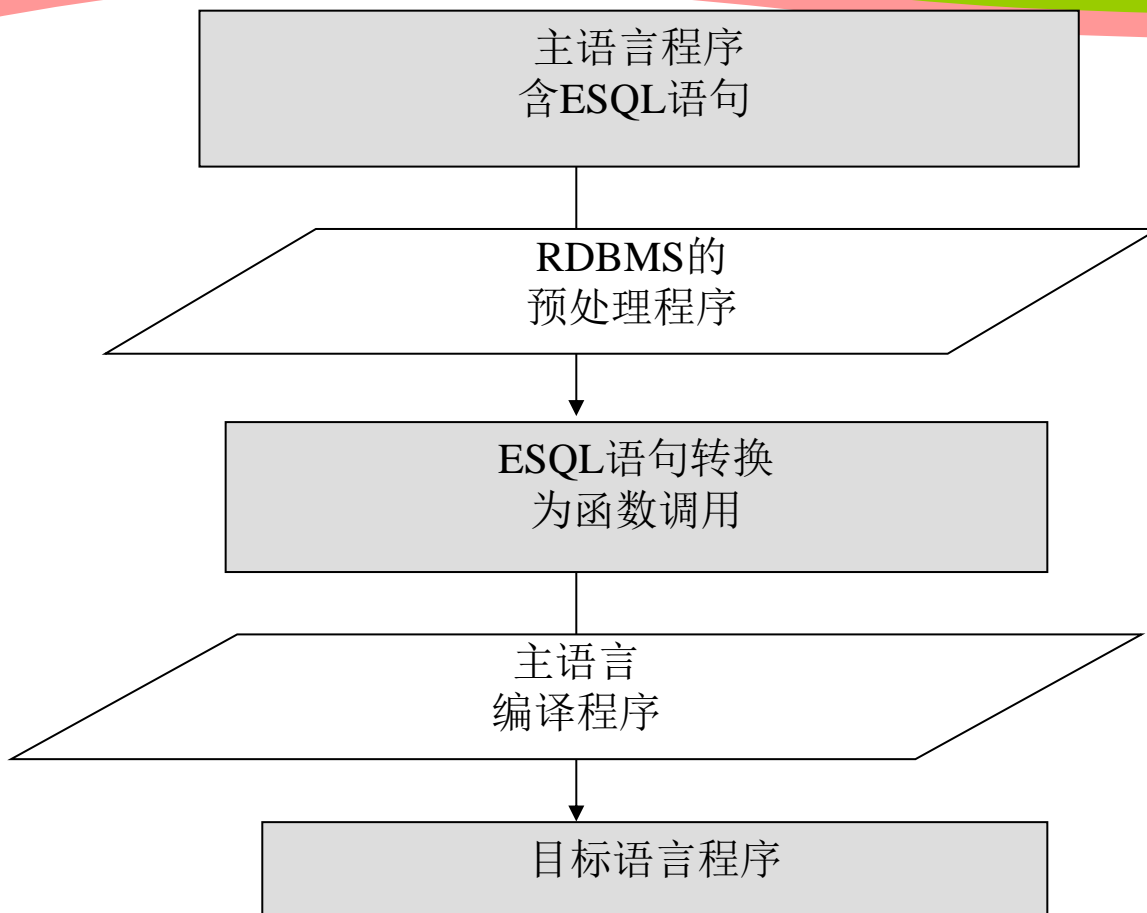 主语言程序
含ESQL语句
RDBMS的
预处理程序
ESQL语句转换
为函数调用
主语言
编译程序
目标语言程序